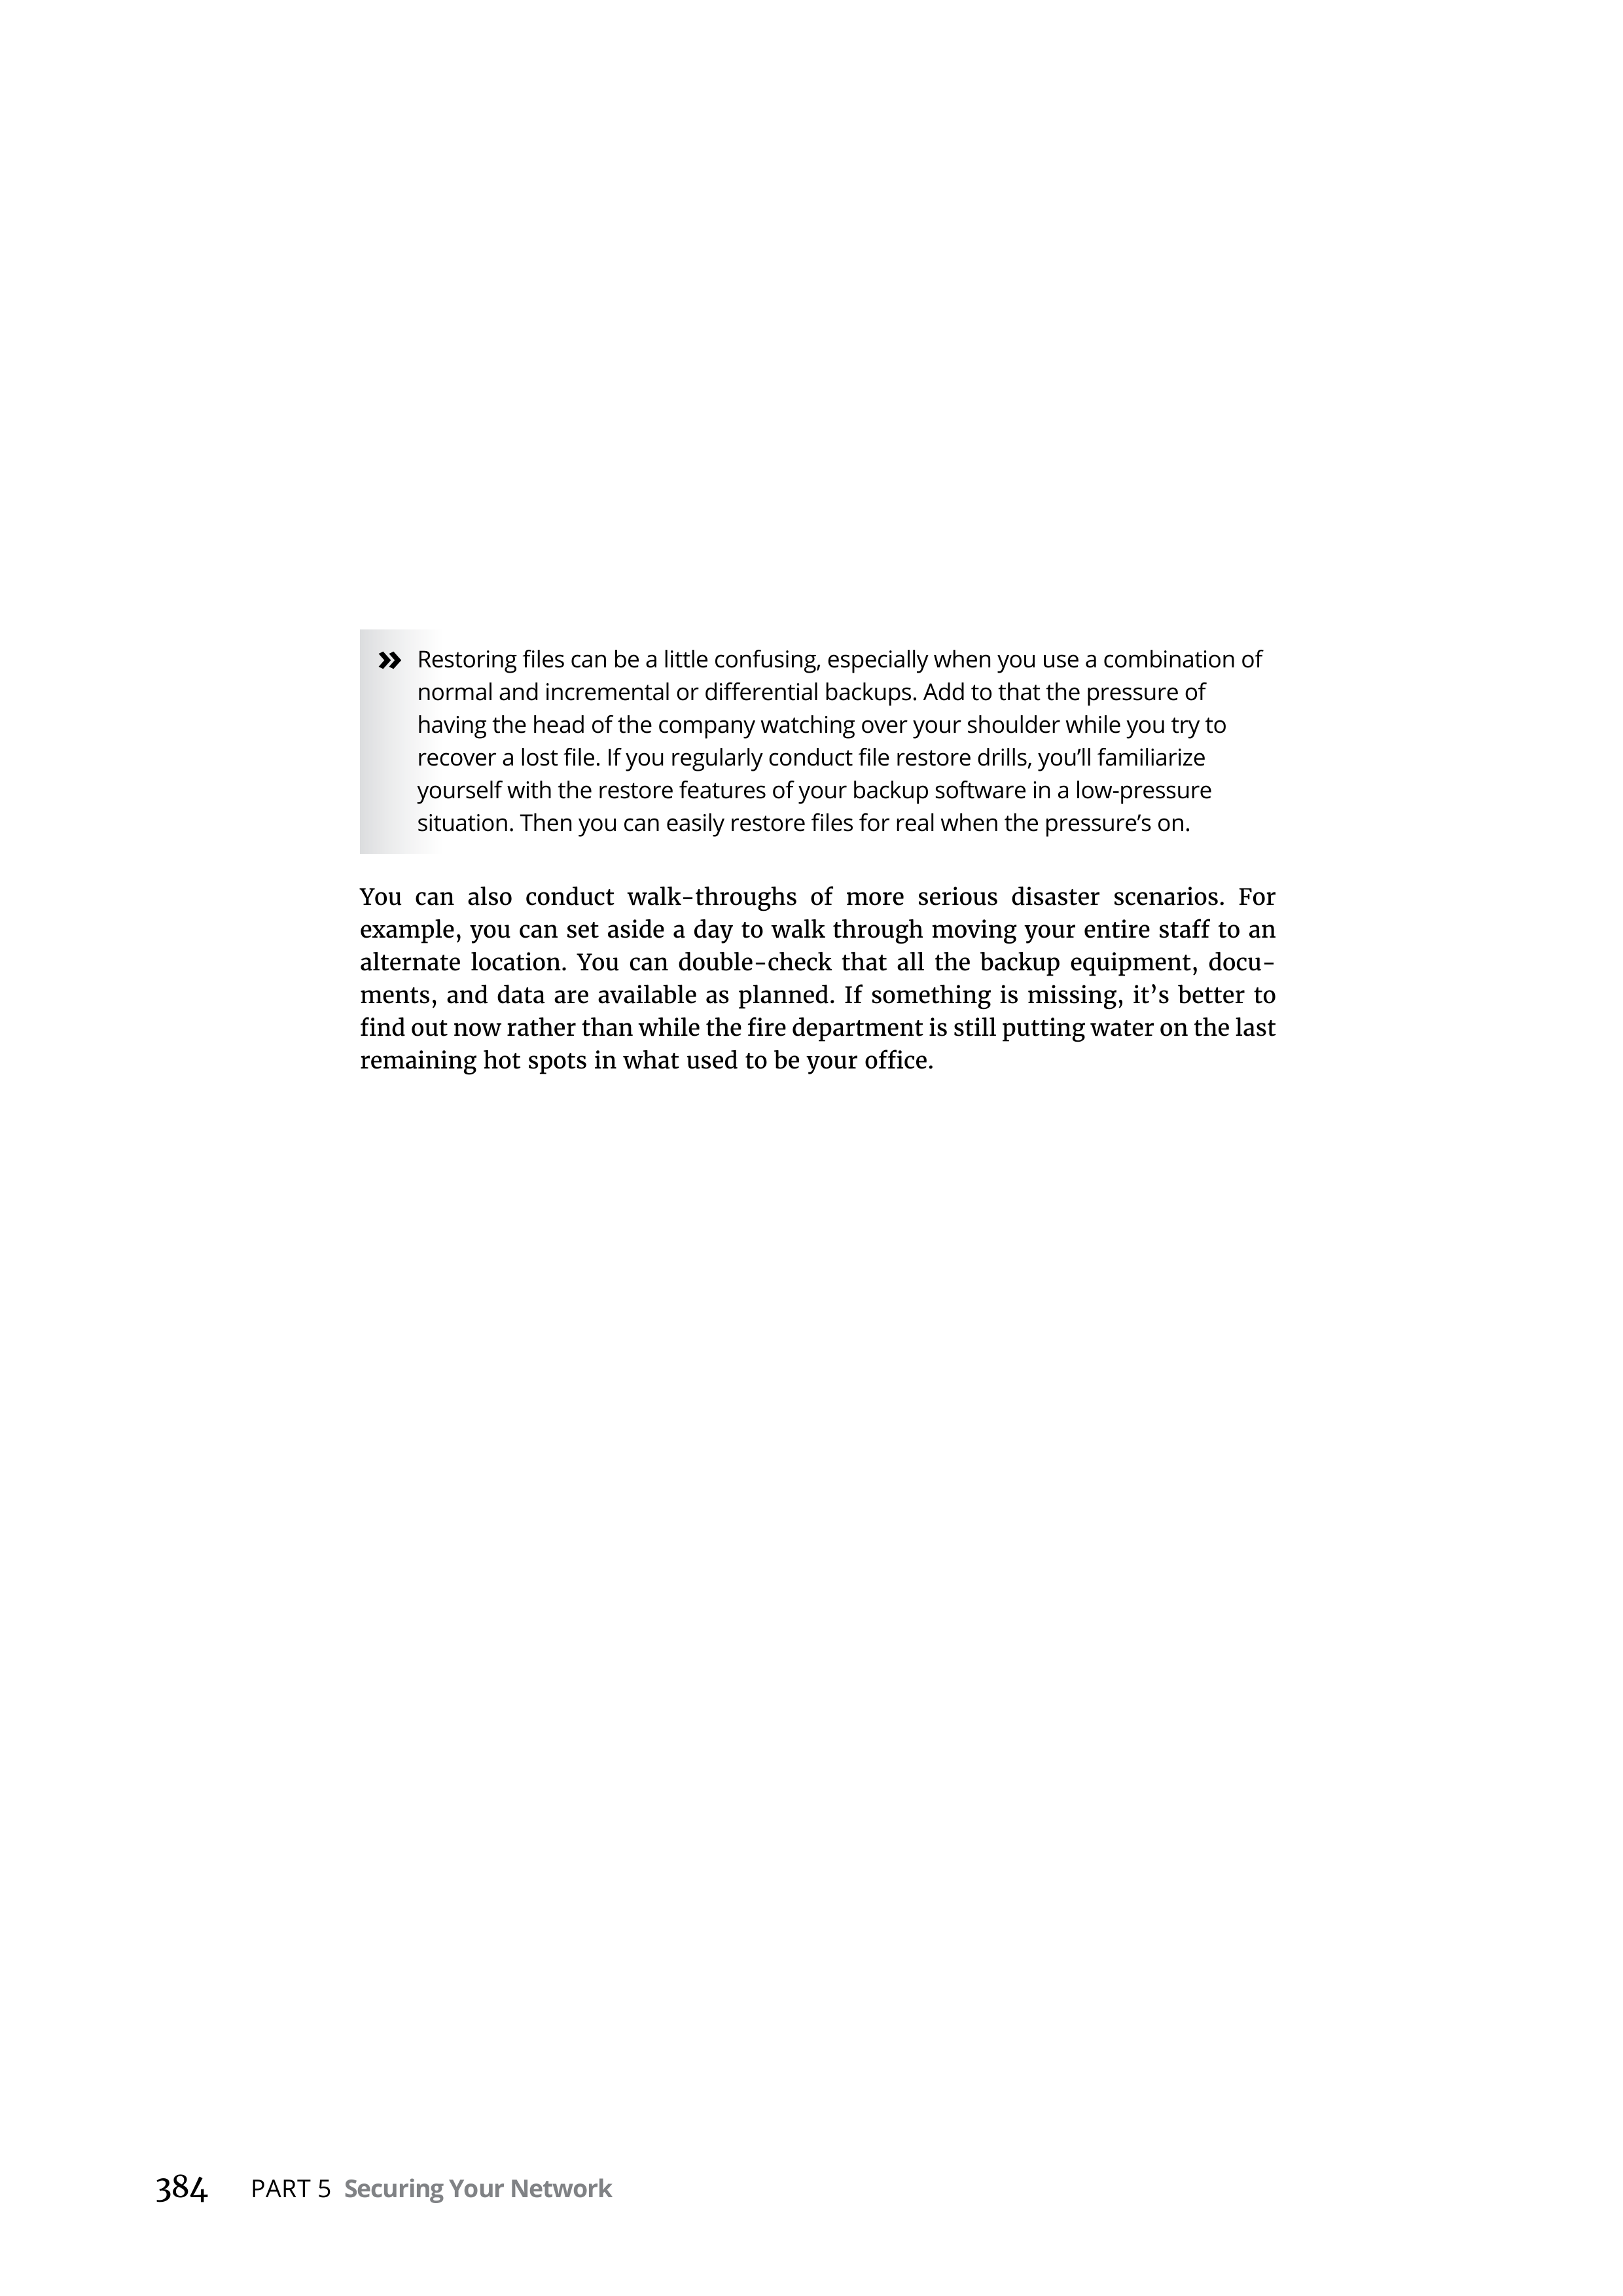 » Restoring files can be a little confusing, especially when you use a combination of
normal and incremental or differential backups. Add to that the pressure of
having the head of the company watching over your shoulder while you try to
recover a lost file. If you regularly conduct file restore drills, you’ll familiarize
yourself with the restore features of your backup software in a low-pressure
situation. Then you can easily restore files for real when the pressure’s on.
You can also conduct walk-throughs of more serious disaster scenarios. For
example, you can set aside a day to walk through moving your entire staff to an
alternate location. You can double-check that all the backup equipment, docu-
ments, and data are available as planned. If something is missing, it’s better to
find out now rather than while the fire department is still putting water on the last
remaining hot spots in what used to be your office.
384 PART 5 Securing Your Network